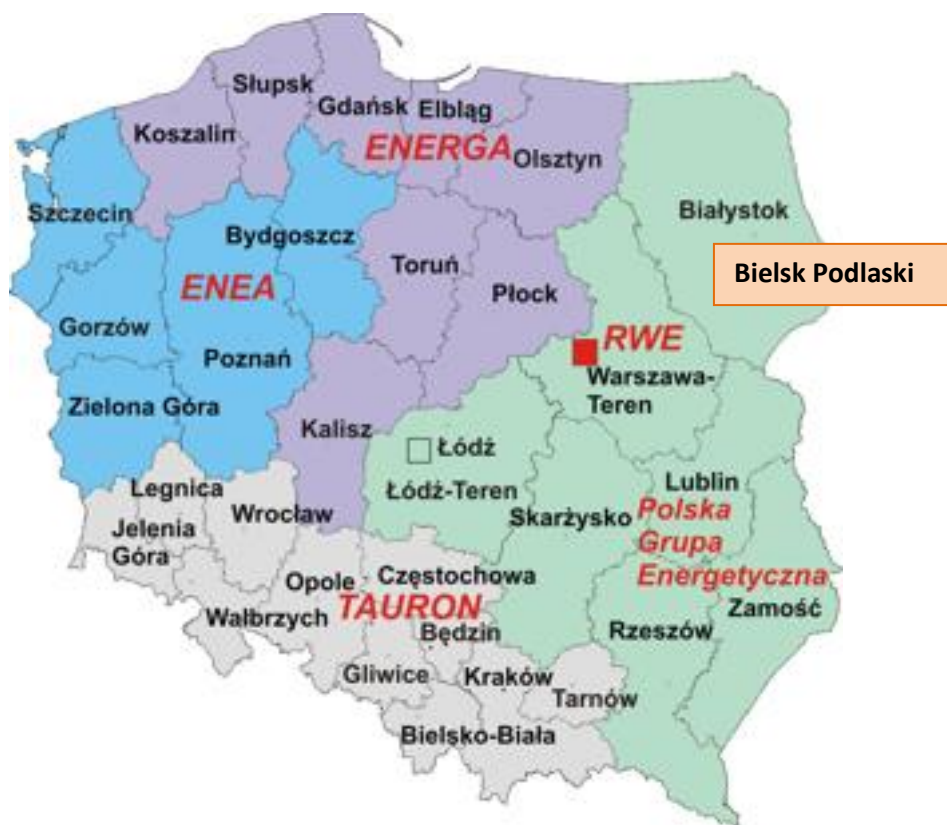 Słupsk
Gdańsk
Elbląg
Koszalin
ENERGA
Olsztyn
Szczecin
Białystok
Bydgoszcz
Toruń
Bielsk Podlaski
ENEA
Płock
Gorzów
RWE
Poznań
Warszawa-
Teren
Zielona Góra
Kalisz
Łódź
Łódź-Teren
Legnica
Wrocław
Lublin
Skarżysko
Polska
Grupa
Energetyczna
Jelenia
Góra
Opole
Częstochowa
Wałbrzych
TAURON
Będzin
Rzeszów
Zamość
Gliwice
Kraków
Tarnów
Bielsko-Biała